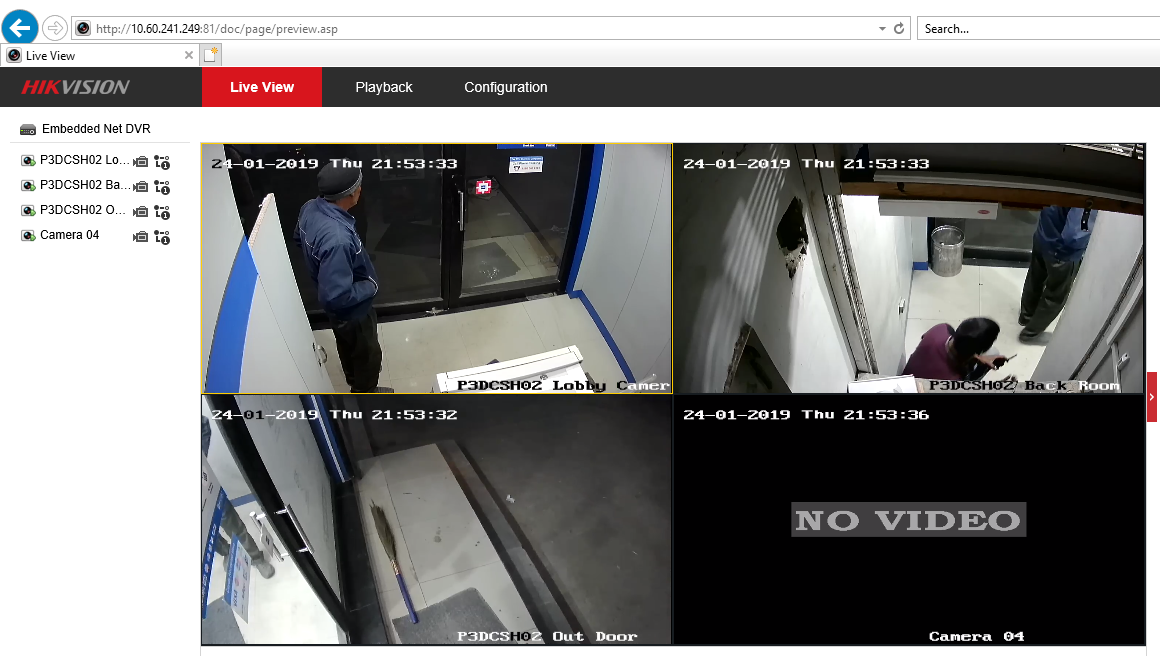 http://10.60.241.249:81/doc/page/preview.asp
Search...
Live View
HIKVISION
Live View
Playback
Configuration
Embedded Net DVR
P3DCSH02 Lo...
P3DCSH02 Ba...
P3DCSH02 O...
Camera 04
24-01-2019 Thu 21:53:33
P3DCSH02 Lobby Camer
24-01-2019 Thu 21:53:33
P3DCSH02 Back Room
24-01-2019 Thu 21:53:32
P3DCSH02 Out Door
24-01-2019 Thu 21:53:36
NO VIDEO
Camera 04